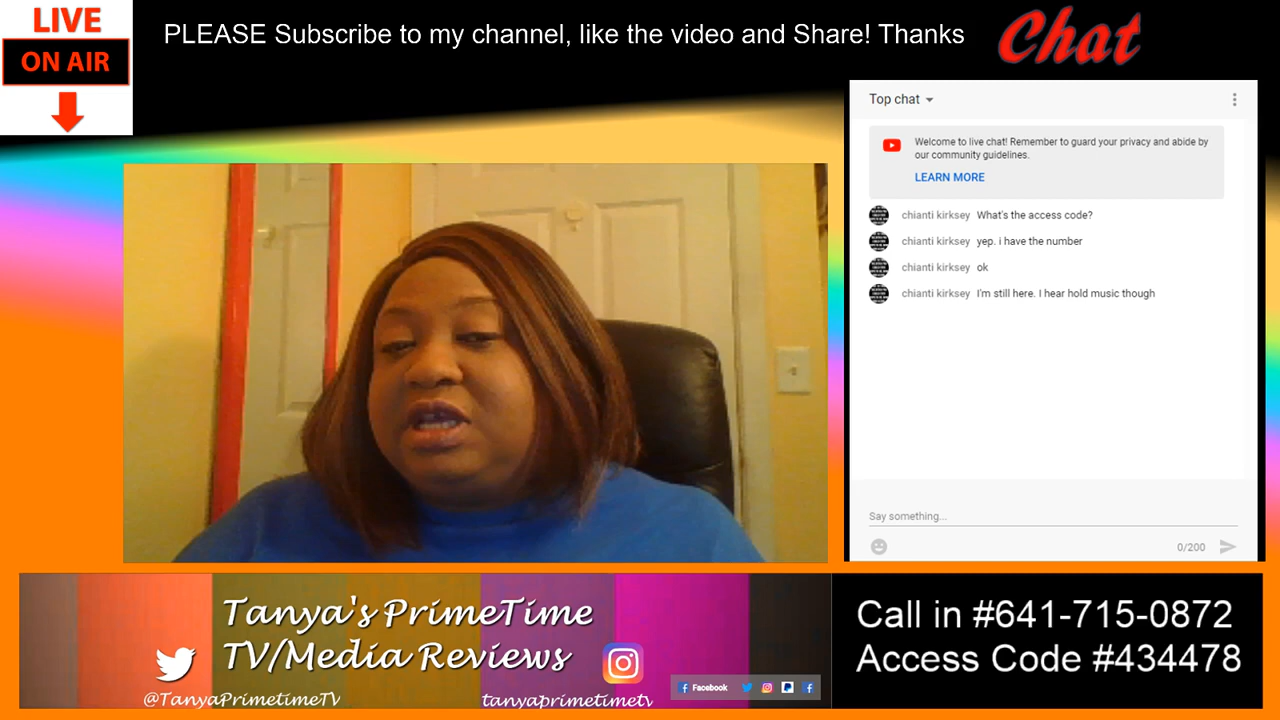 LIVE
ON AIR
PLEASE Subscribe to my channel, like the video and Share! Thanks
Chat
Top chat
Welcome to live chat! Remember to guard your privacy and abide by
our community guidelines.
LEARN MORE
chianti kirksey What's the access code?
chianti kirksey yep. i have the number
chianti kirksey ok
chianti kirksey I'm still here. I hear hold music though
Say something...
0/200
Tanya's PrimeTime
TV/Media Reviews
@TanyaPrimetimeTV
tanyaprimetimetv
Facebook
Call in #641-715-0872
Access Code #434478